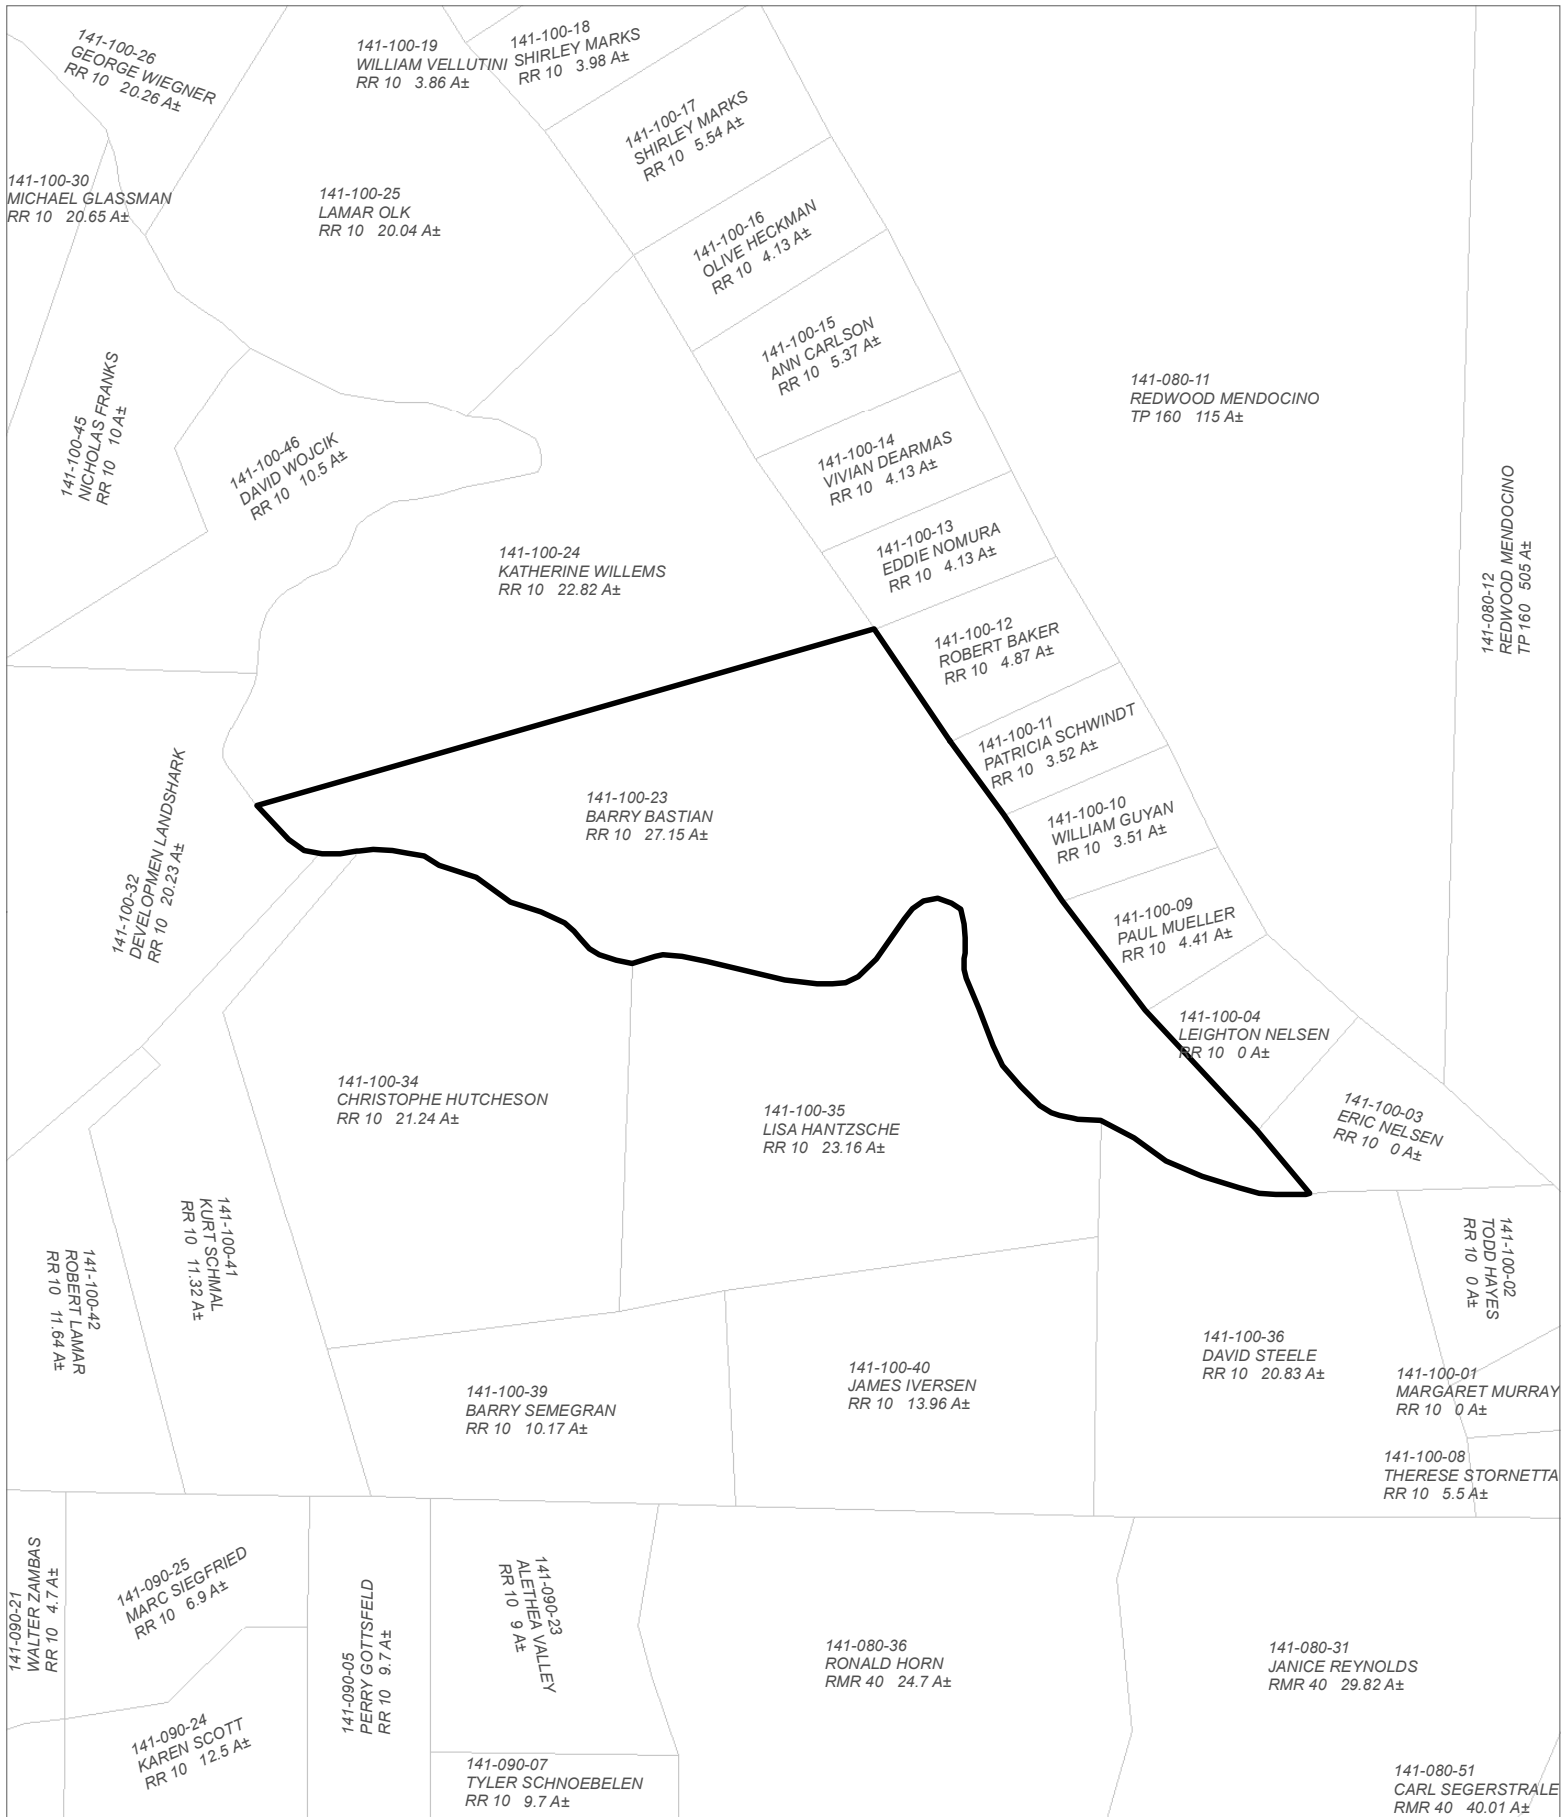 141-100-26
GEORGE WIEGNER
RR 10 20.26 A±
141-100-19
WILLIAM VELLUTINI
RR 10 3.86 A±
141-100-18
SHIRLEY MARKS
RR 10 3.98 A±
141-100-17
SHIRLEY MARKS
RR 10 5.54 A±
141-100-30
MICHAEL GLASSMAN
RR 10 20.65 A±
141-100-25
LAMAR OLK
RR 10 20.04 A±
141-100-16
OLIVE HECKMAN
RR 10 4.13 A±
141-100-15
ANN CARLSON
RR 10 5.37 A±
141-080-11
REDWOOD MENDOCINO
TP 160 115 A±
141-100-45
NICHOLAS FRANKS
RR 10 10 A±
141-100-46
DAVID WOJCIK
RR 10 10.5 A±
141-100-14
VIVIAN DEARMAS
RR 10 4.13 A±
141-080-12
REDWOOD MENDOCINO
TP 160 505 A±
141-100-24
KATHERINE WILLEMS
RR 10 22.82 A±
141-100-13
EDDIE NOMURA
RR 10 4.13 A±
141-100-12
ROBERT BAKER
RR 10 4.87 A±
141-100-11
PATRICIA SCHWINDT
RR 10 3.52 A±
141-100-32
DEVELOPMEN LANDSHARK
RR 10 20.23 A±
141-100-23
BARRY BASTIAN
RR 10 27.15 A±
141-100-10
WILLIAM GUYAN
RR 10 3.51 A±
141-100-09
PAUL MUELLER
RR 10 4.41 A±
141-100-04
LEIGHTON NELSEN
RR 10 0 A±
141-100-34
CHRISTOPHE HUTCHESON
RR 10 21.24 A±
141-100-35
LISA HANTZSCHE
RR 10 23.16 A±
141-100-03
ERIC NELSEN
RR 10 0 A±
141-100-42
ROBERT LAMAR
RR 10 11.64 A±
141-100-41
KURT SCHMAL
RR 10 11.32 A±
141-100-02
TODD HAYES
RR 10 0 A±
141-100-39
BARRY SEMEGRAN
RR 10 10.17 A±
141-100-40
JAMES IVERSEN
RR 10 13.96 A±
141-100-36
DAVID STEELE
RR 10 20.83 A±
141-100-01
MARGARET MURRAY
RR 10 0 A±
141-100-08
THERESE STORNETTA
RR 10 5.5 A±
141-090-21
WALTER ZAMBAS
RR 10 4.7 A±
141-090-25
MARC SIEGFRIED
RR 10 6.9 A±
141-090-05
PERRY GOTTSFELD
RR 10 9.7 A±
141-090-23
ALETHEA VALLEY
RR 10 9 A±
141-080-36
RONALD HORN
RMR 40 24.7 A±
141-080-31
JANICE REYNOLDS
RMR 40 29.82 A±
141-090-24
KAREN SCOTT
RR 10 12.5 A±
141-090-07
TYLER SCHNOEBELEN
RR 10 9.7 A±
141-080-51
CARL SEGERSTRALE
RMR 40 40.01 A±